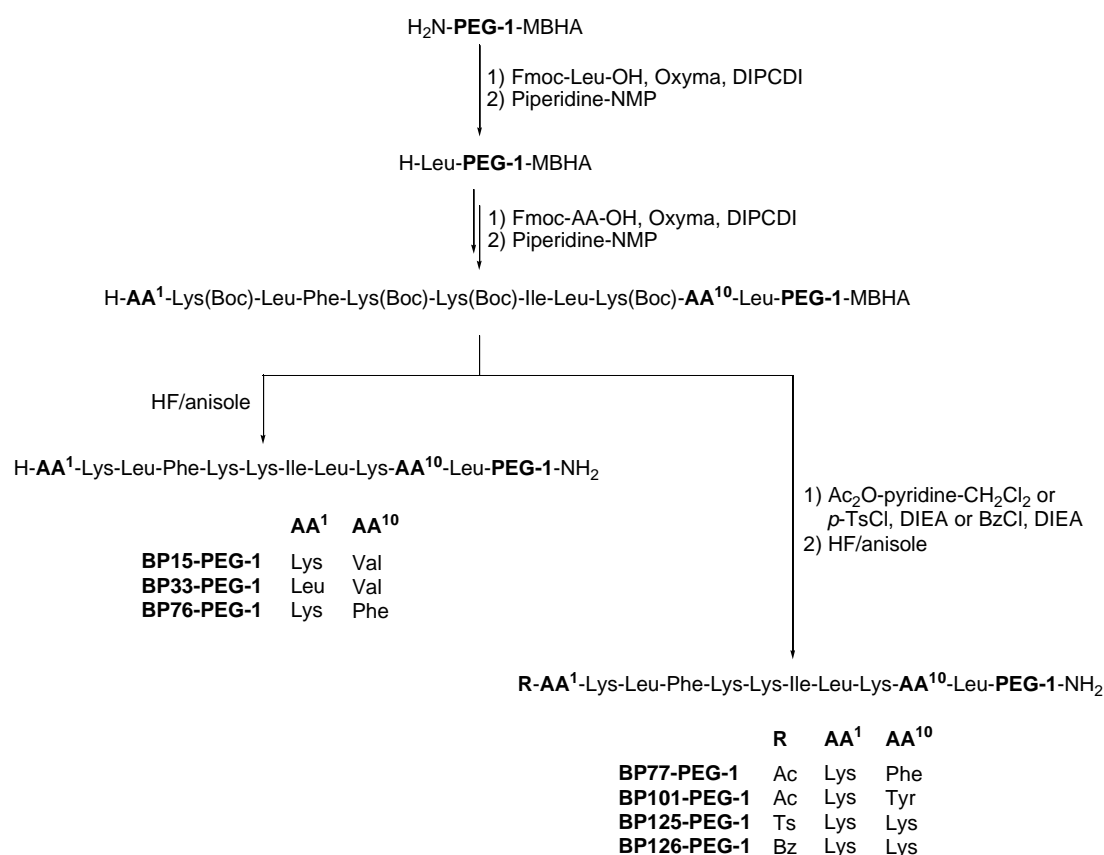 H₂N-PEG-1-MBHA
1) Fmoc-Leu-OH, Oxyma, DIPCDI
2) Piperidine-NMP
H-Leu-PEG-1-MBHA
1) Fmoc-AA-OH, Oxyma, DIPCDI
2) Piperidine-NMP
H-AA¹-Lys(Boc)-Leu-Phe-Lys(Boc)-Lys(Boc)-Ile-Leu-Lys(Boc)-AA¹⁰-Leu-PEG-1-MBHA
HF/anisole
H-AA¹-Lys-Leu-Phe-Lys-Lys-Ile-Leu-Lys-AA¹⁰-Leu-PEG-1-NH₂
AA¹ AA¹⁰
BP15-PEG-1 Lys Val
BP33-PEG-1 Leu Val
BP76-PEG-1 Lys Phe
1) Ac₂O-pyridine-CH₂Cl₂ or
p-TsCl, DIEA or BzCl, DIEA
2) HF/anisole
R-AA¹-Lys-Leu-Phe-Lys-Lys-Ile-Leu-Lys-AA¹⁰-Leu-PEG-1-NH₂
R AA¹ AA¹⁰
BP77-PEG-1 Ac Lys Phe
BP101-PEG-1 Ac Lys Tyr
BP125-PEG-1 Ts Lys Lys
BP126-PEG-1 Bz Lys Lys